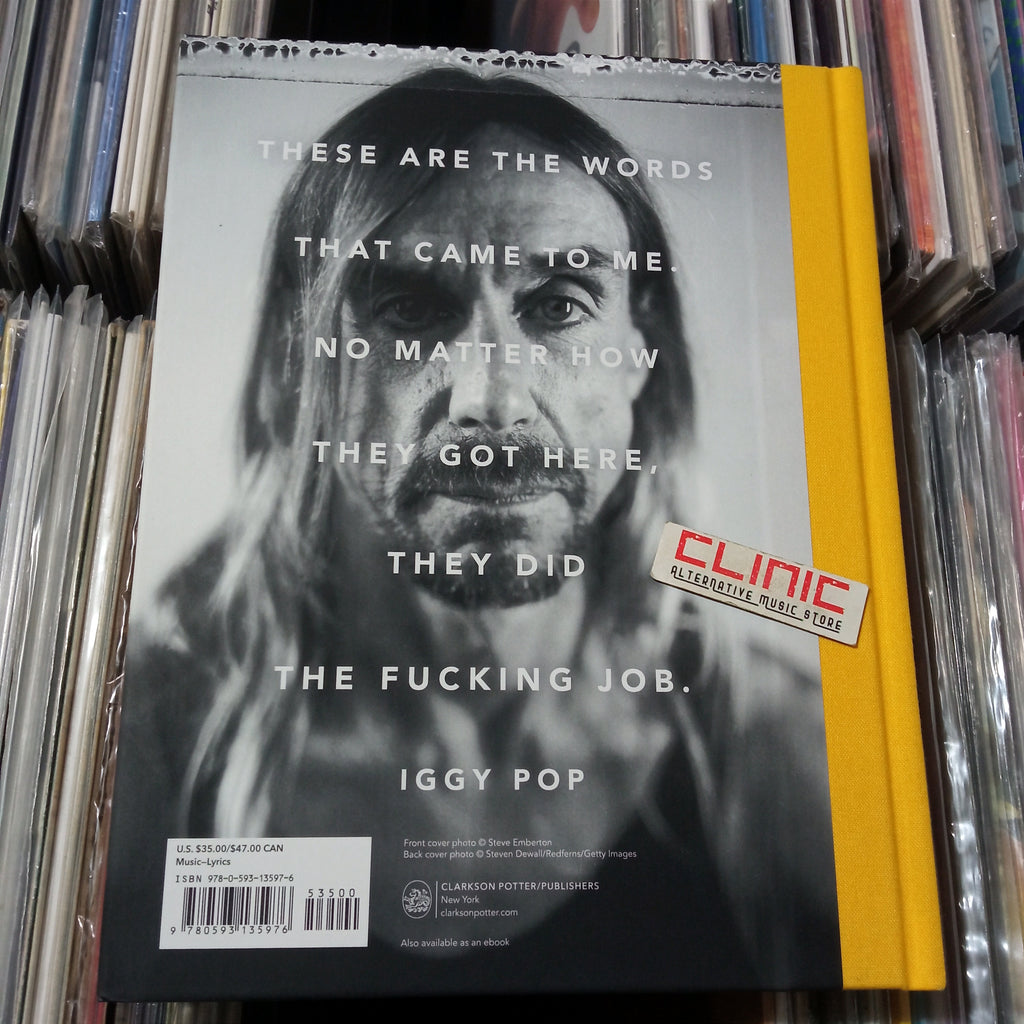 THESE ARE THE WORDS
THAT CAME TO ME.
NO MATTER HOW
THEY GOT HERE,
THEY DID
THE FUCKING JOB.
IGGY POP
CLINIC
ALTERNATIVE MUSIC STORE
U.S. $35.00/$47.00 CAN
Music–Lyrics
ISBN 978-0-593-13597-6
53500
9 780593 135976
Front cover photo © Steve Emberton
Back cover photo © Steven Dewall/Redferns/Getty Images
CLARKSON POTTER/PUBLISHERS
New York
clarksonpotter.com
Also available as an ebook